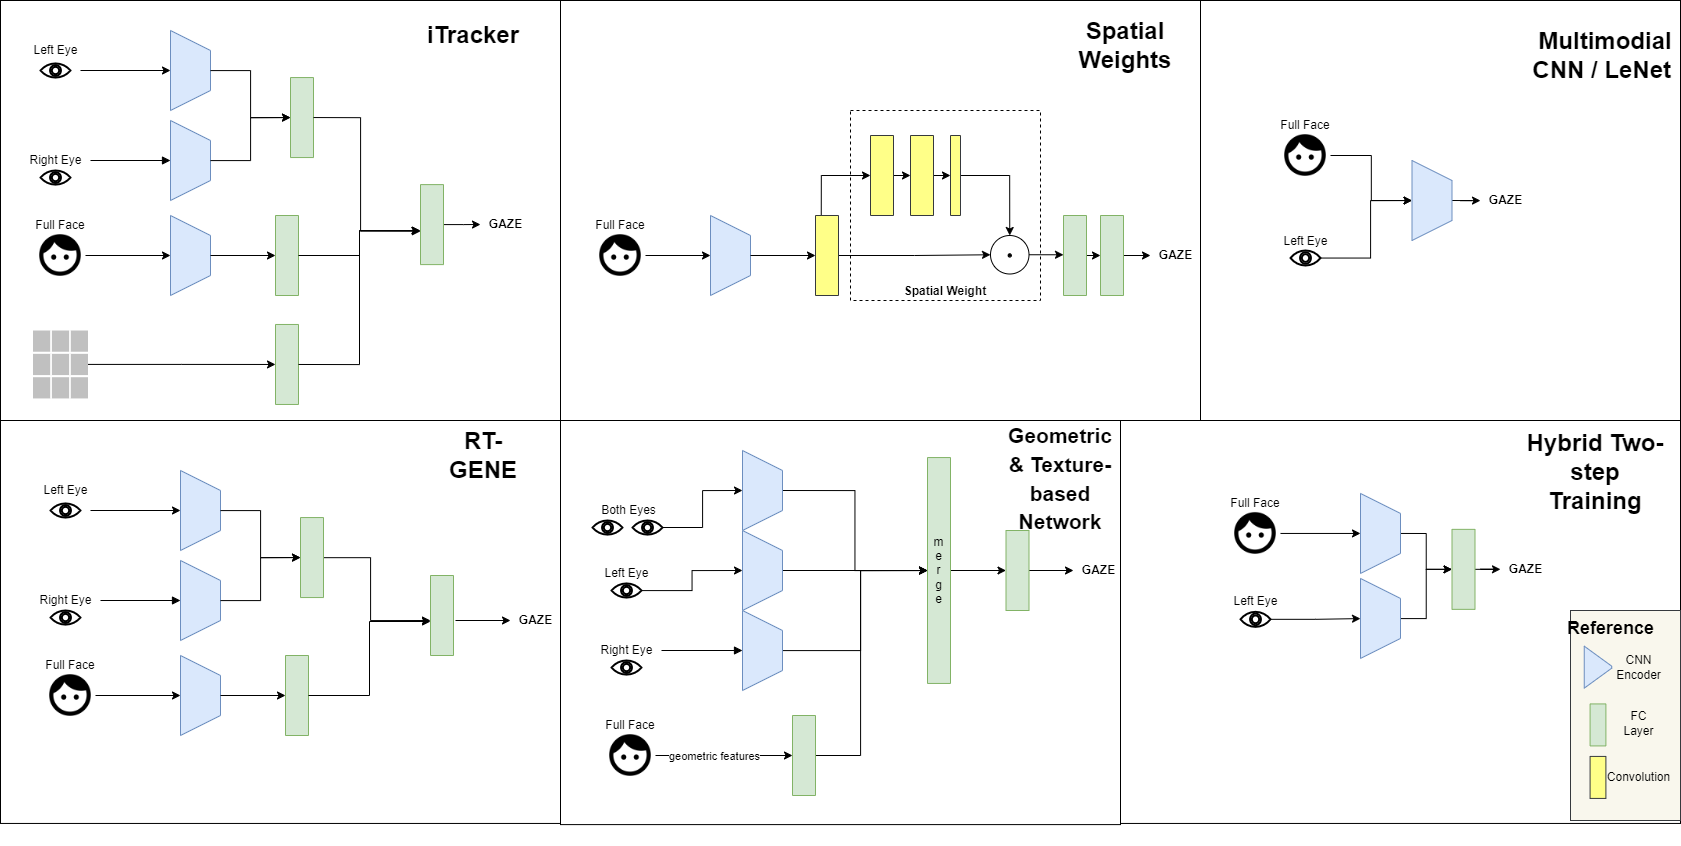 iTracker
Left Eye
Right Eye
Full Face
GAZE
Spatial
Weights
Full Face
Spatial Weight
GAZE
Multimodial
CNN / LeNet
Full Face
Left Eye
GAZE
RT-
GENE
Left Eye
Right Eye
Full Face
GAZE
Geometric
& Texture-
based
Network
Both Eyes
Left Eye
Right Eye
Full Face
geometric features
m
e
r
g
e
GAZE
Hybrid Two-
step
Training
Full Face
Left Eye
GAZE
Reference
CNN
Encoder
FC
Layer
Convolution